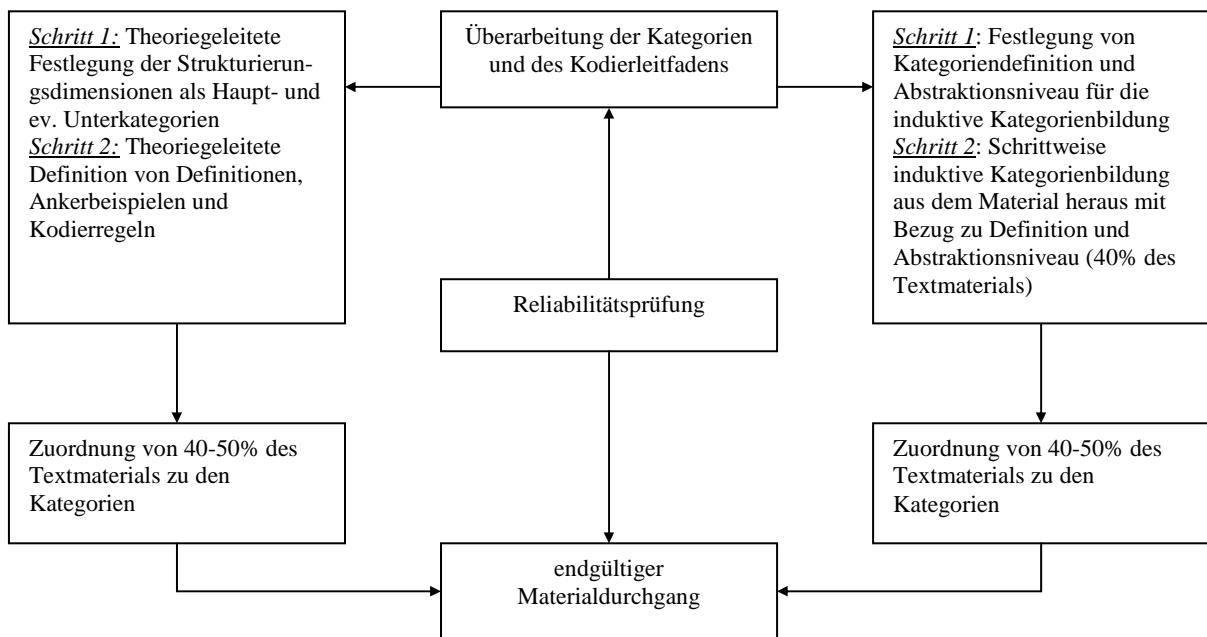 Schritt 1: Theoriegeleitete
Festlegung der Strukturierun-
gsdimensionen als Haupt- und
ev. Unterkategorien
Schritt 2: Theoriegeleitete
Definition von Definitionen,
Ankerbeispielen und
Kodierregeln
Überarbeitung der Kategorien
und des Kodierleitfadens
Schritt 1: Festlegung von
Kategoriendefinition und
Abstraktionsniveau für die
induktive Kategorienbildung
Schritt 2: Schrittweise
induktive Kategorienbildung
aus dem Material heraus mit
Bezug zu Definition und
Abstraktionsniveau (40% des
Textmaterials)
Reliabilitätsprüfung
Zuordnung von 40-50% des
Textmaterials zu den
Kategorien
Zuordnung von 40-50% des
Textmaterials zu den
Kategorien
endgültiger
Materialdurchgang